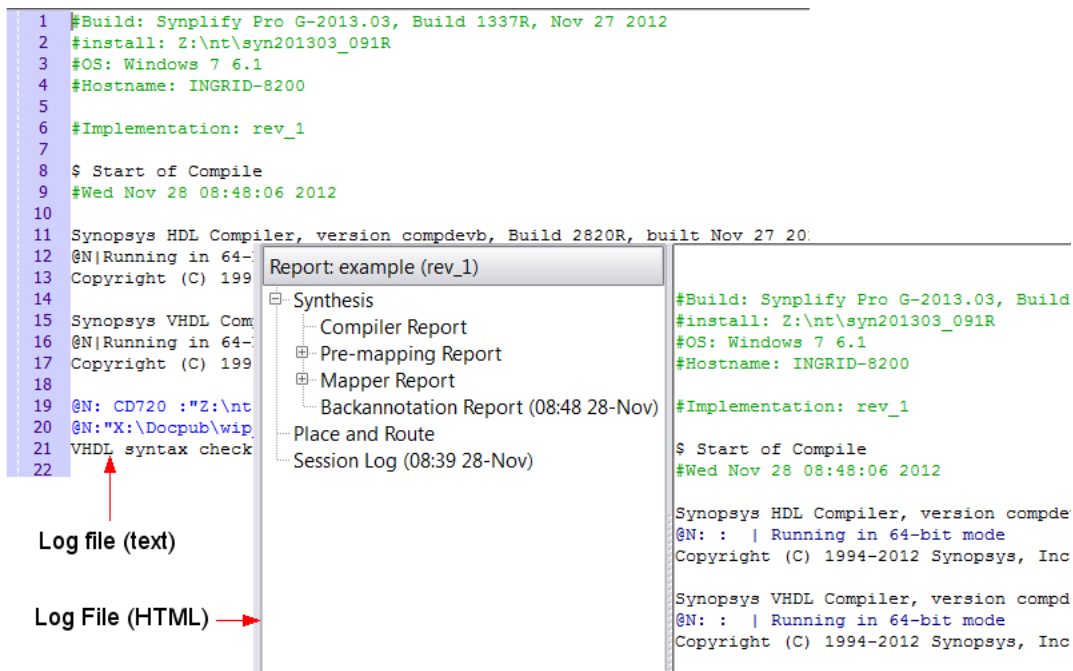 1 #Build: Synplify Pro G-2013.03, Build 1337R, Nov 27 2012
2 #install: Z:\nt\syn201303_091R
3 #OS: Windows 7 6.1
4 #Hostname: INGRID-8200
5
6 #Implementation: rev_1
7
8 $ Start of Compile
9 #Wed Nov 28 08:48:06 2012
10
11 Synopsys HDL Compiler, version compdevb, Build 2820R, built Nov 27 20
12 @N|Running in 64-
13 Copyright (C) 199
14
15 Synopsys VHDL Com
16 @N|Running in 64-
17 Copyright (C) 199
18
19 @N: CD720 :"Z:\nt
20 @N:"X:\Docpub\wip_
21 VHDL syntax check
22
Log file (text)
Log File (HTML)
Report: example (rev_1)
Synthesis
Compiler Report
Pre-mapping Report
Mapper Report
Backannotation Report (08:48 28-Nov)
Place and Route
Session Log (08:39 28-Nov)
#Build: Synplify Pro G-2013.03, Build
#install: Z:\nt\syn201303_091R
#OS: Windows 7 6.1
#Hostname: INGRID-8200
#Implementation: rev_1
$ Start of Compile
#Wed Nov 28 08:48:06 2012
Synopsys HDL Compiler, version compde
@N: : | Running in 64-bit mode
Copyright (C) 1994-2012 Synopsys, Inc
Synopsys VHDL Compiler, version compd
@N: : | Running in 64-bit mode
Copyright (C) 1994-2012 Synopsys, Inc